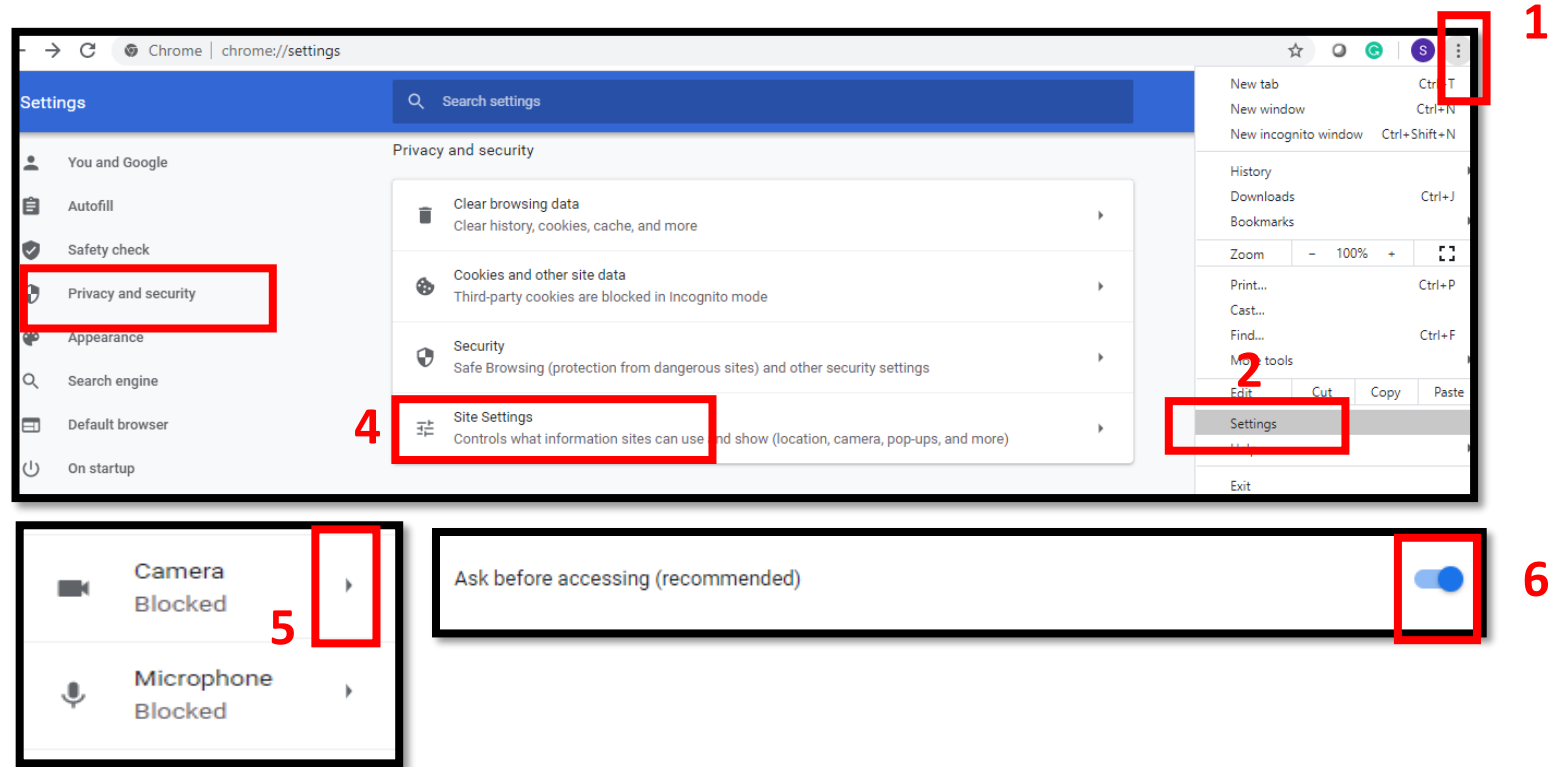 1
Chrome | chrome://settings
S
Settings
Search settings
New tab Ctrl+T
New window Ctrl+N
New incognito window Ctrl+Shift+N
History
Downloads Ctrl+J
Bookmarks
Zoom - 100% +
Print... Ctrl+P
Cast...
Find... Ctrl+F
More tools
2
Edit Cut Copy Paste
Settings
Help
Exit
You and Google
Autofill
Safety check
Privacy and security
Appearance
Search engine
Default browser
On startup
Privacy and security
Clear browsing data
Clear history, cookies, cache, and more
Cookies and other site data
Third-party cookies are blocked in Incognito mode
Security
Safe Browsing (protection from dangerous sites) and other security settings
4
Site Settings
Controls what information sites can use and show (location, camera, pop-ups, and more)
Camera
Blocked
5
Microphone
Blocked
Ask before accessing (recommended)
6